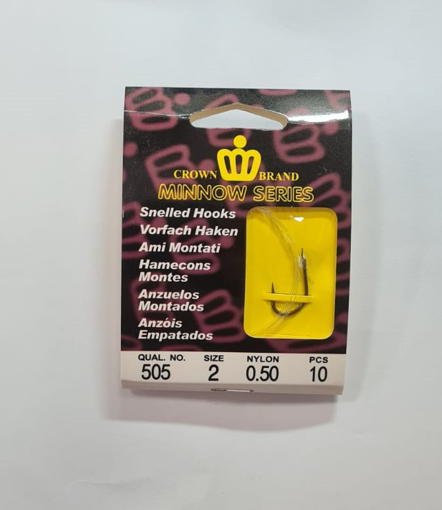 CROWN BRAND
MINNOW SERIES
Snelled Hooks
Vorfach Haken
Ami Montati
Hamecons
Montes
Anzuelos
Montados
Anzóis
Empatados
QUAL. NO. SIZE NYLON PCS
505 2 0.50 10